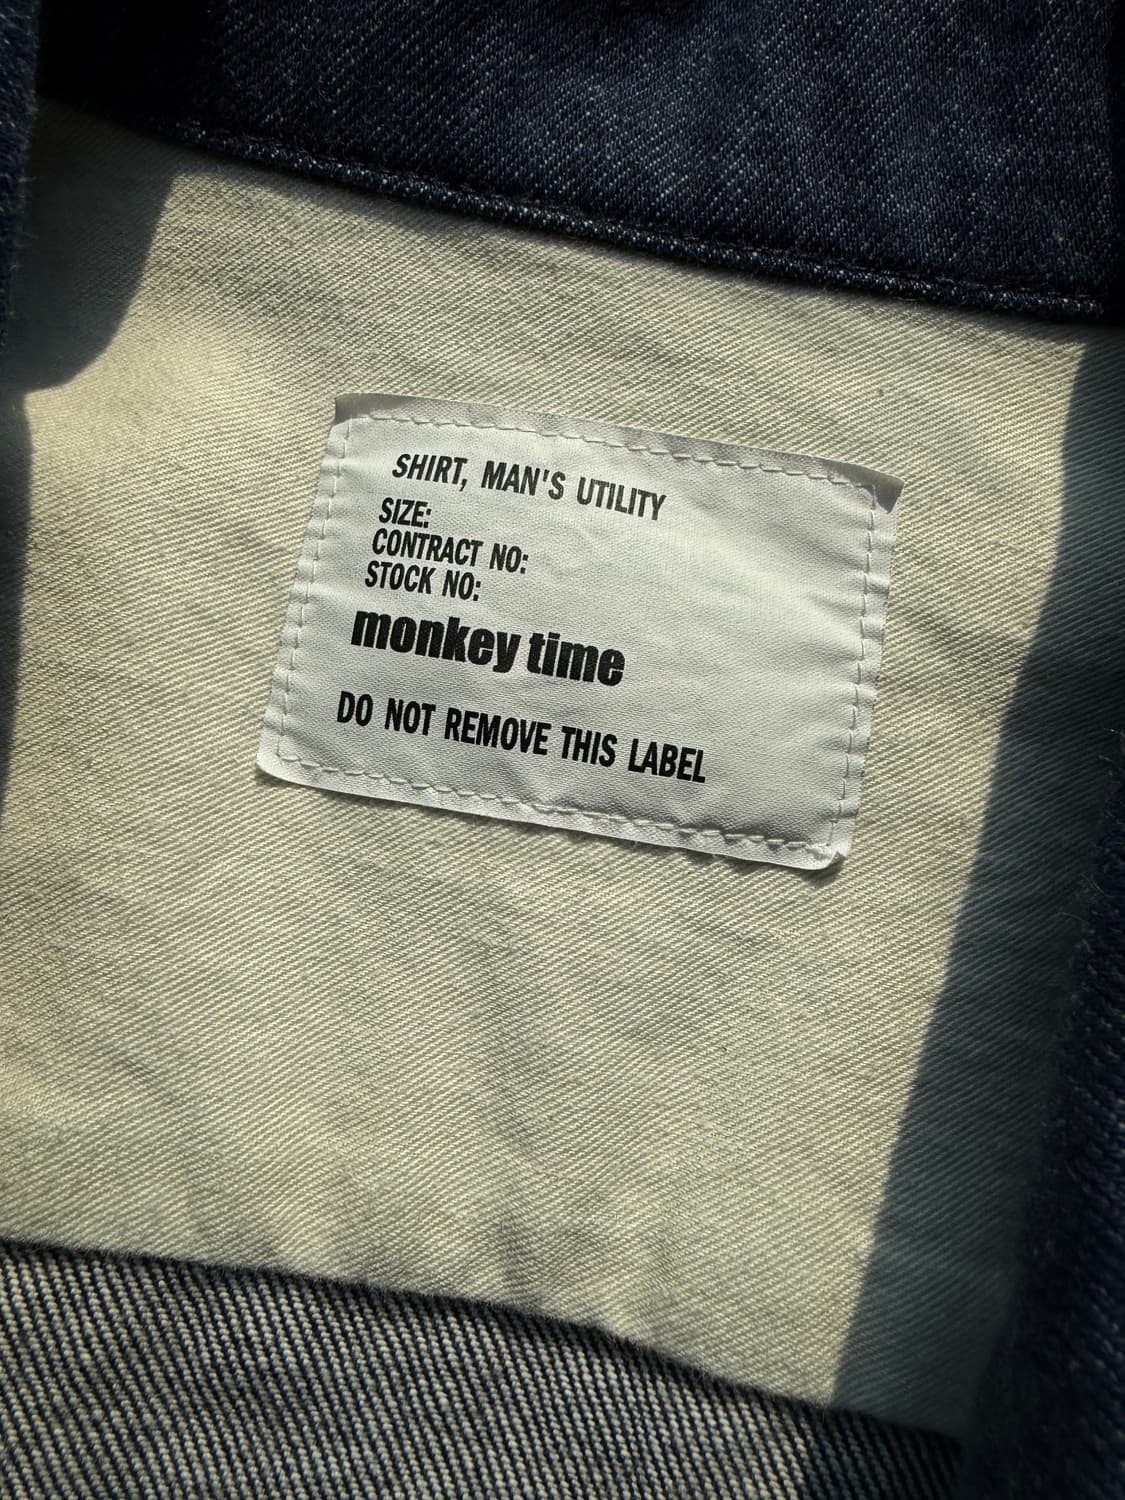 SHIRT, MAN'S UTILITY
SIZE:
CONTRACT NO:
STOCK NO:
monkey time
DO NOT REMOVE THIS LABEL